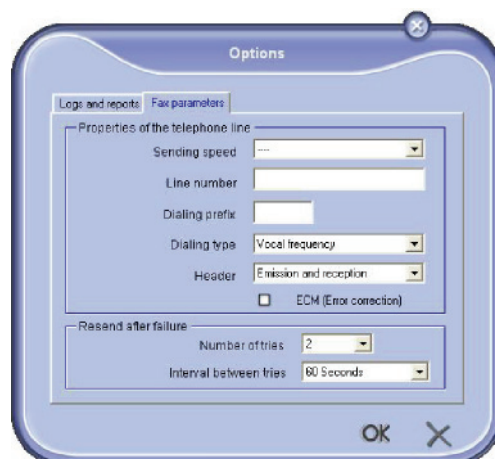 Options
Logs and reports Fax parameters
Properties of the telephone line
Sending speed ---
Line number
Dialing prefix
Dialing type Vocal frequency
Header Emission and reception
ECM (Error correction)
Resend after failure
Number of tries 2
Interval between tries 60 Seconds
OK